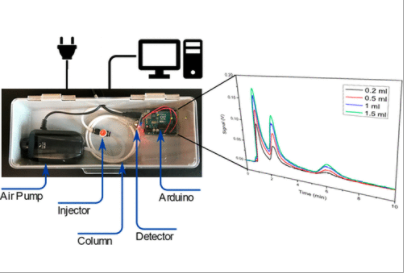 0.2 ml
0.5 ml
1 ml
1.5 ml
Signal (V)
Time (min)
Air Pump
Injector
Column
Detector
Arduino